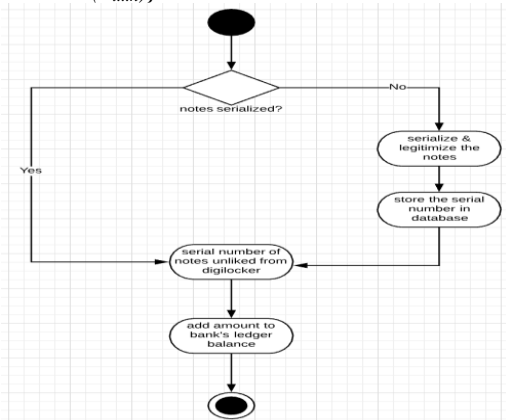 notes serialized?
No
Yes
serialize &
legitimize the
notes
store the serial
number in
database
serial number of
notes unliked from
digilocker
add amount to
bank's ledger
balance